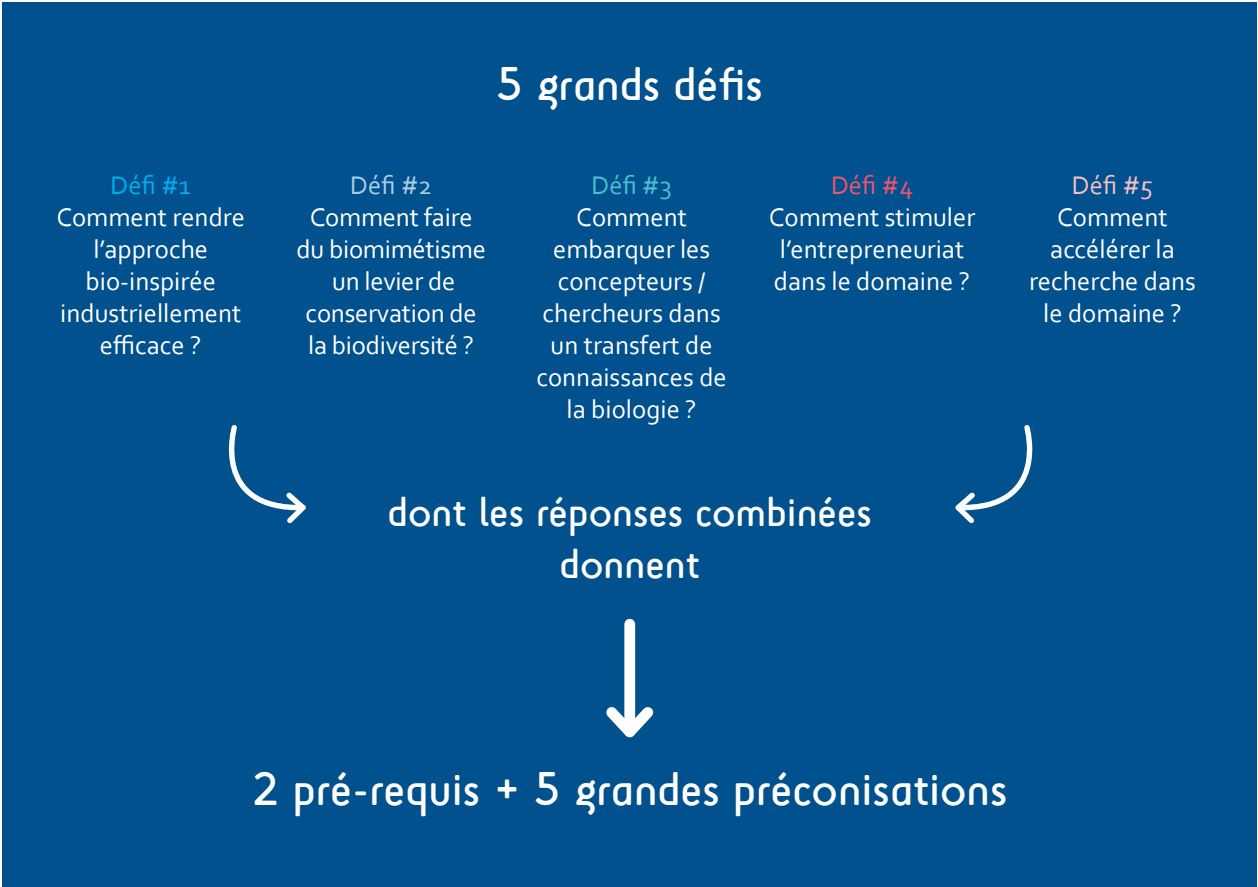 5 grands défis
Défi #1
Comment rendre
l'approche
bio-inspirée
industriellement
efficace ?
Défi #2
Comment faire
du biomimétisme
un levier de
conservation de
la biodiversité ?
Défi #3
Comment
embarquer les
concepteurs /
chercheurs dans
un transfert de
connaissances de
la biologie ?
Défi #4
Comment stimuler
l'entrepreneuriat
dans le domaine ?
Défi #5
Comment
accélérer la
recherche dans
le domaine ?
dont les réponses combinées
donnent
2 pré-requis + 5 grandes préconisations